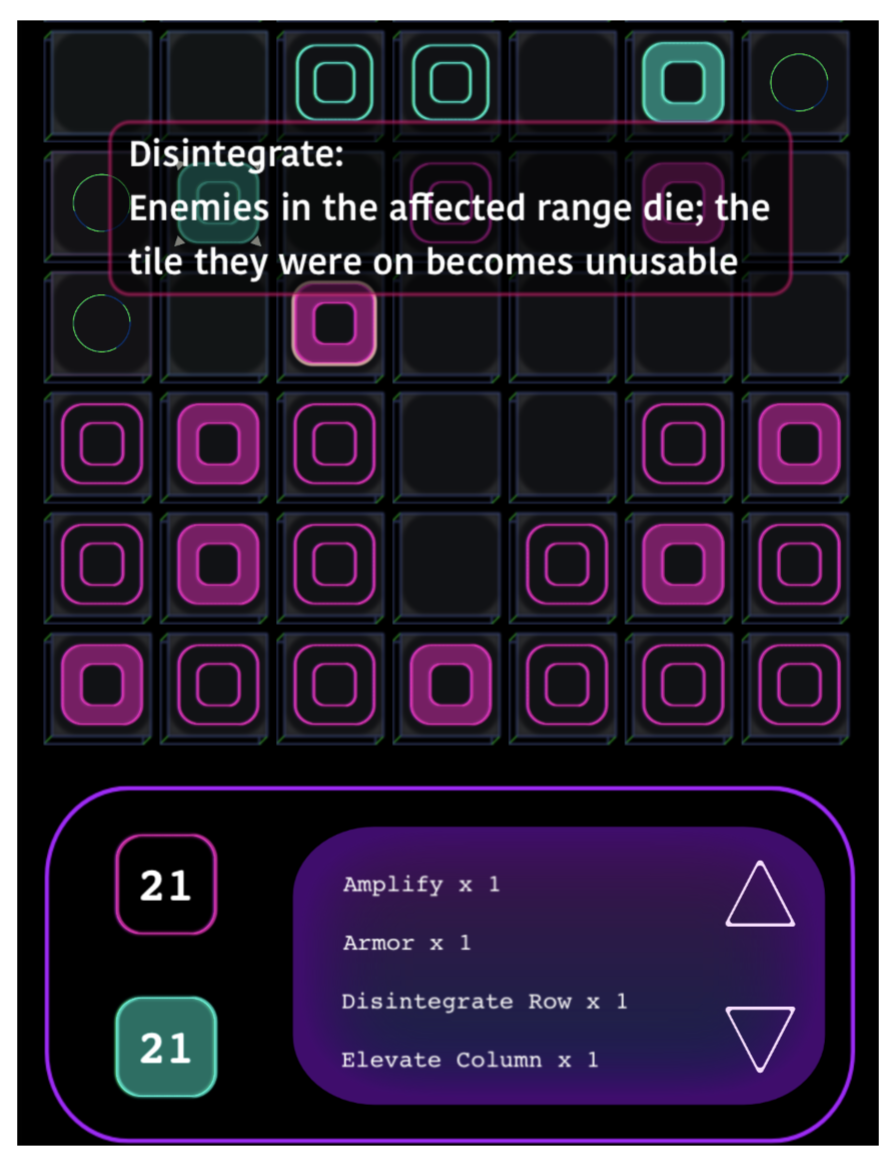 Disintegrate:
Enemies in the affected range die; the
tile they were on becomes unusable
21
Amplify x 1
Armor x 1
Disintegrate Row x 1
21
Elevate Column x 1